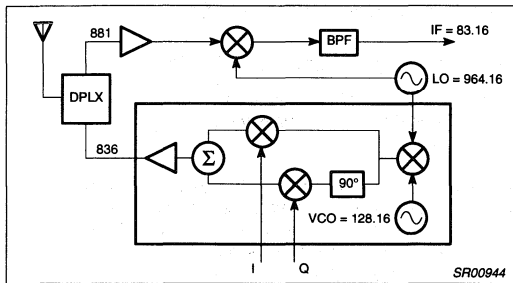 881
BPF
IF = 83.16
DPLX
LO = 964.16
836
Σ
90°
VCO = 128.16
I
Q
SR00944